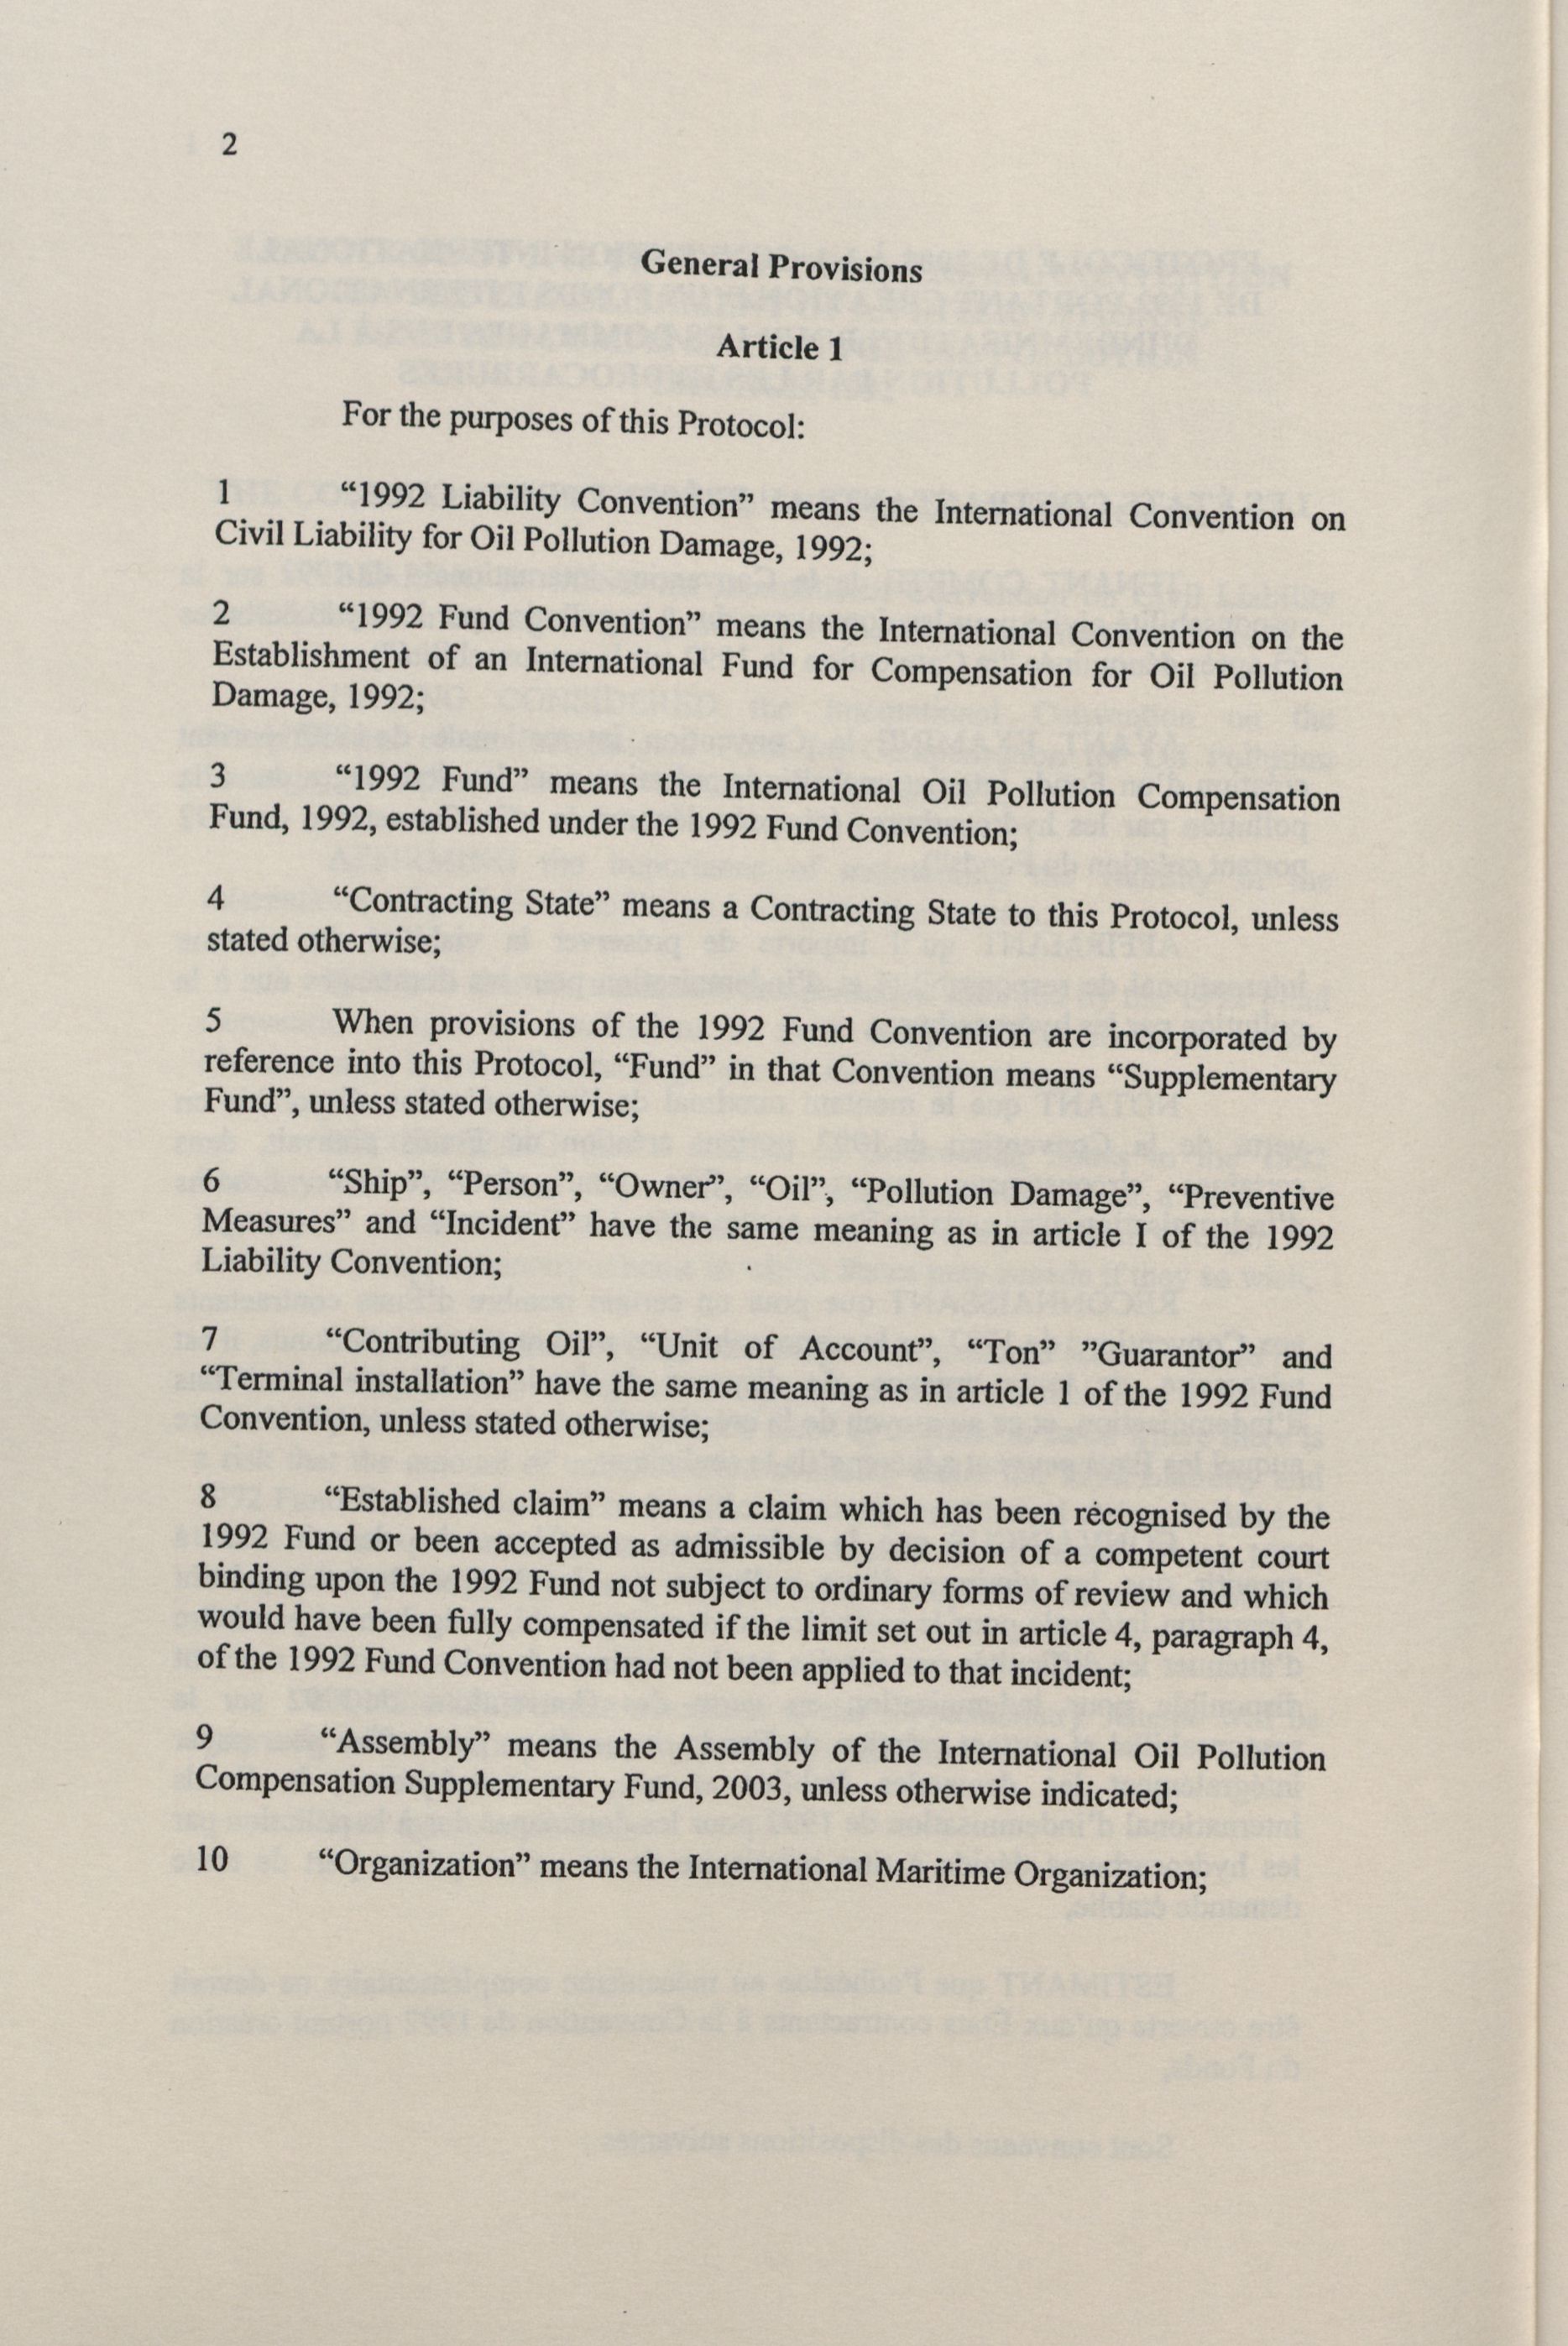 2
General Provisions
Article 1
For the purposes of this Protocol:
1 “1992 Liability Convention” means the International Convention on
Civil Liability for Oil Pollution Damage, 1992;
2 “1992 Fund Convention” means the International Convention on the
Establishment of an International Fund for Compensation for Oil Pollution
Damage, 1992;
3 “1992 Fund” means the International Oil Pollution Compensation
Fund, 1992, established under the 1992 Fund Convention;
4 “Contracting State” means a Contracting State to this Protocol, unless
stated otherwise;
5 When provisions of the 1992 Fund Convention are incorporated by
reference into this Protocol, “Fund” in that Convention means “Supplementary
Fund”, unless stated otherwise;
6 “Ship”, “Person”, “Owner”, “Oil”, “Pollution Damage”, “Preventive
Measures” and “Incident” have the same meaning as in article I of the 1992
Liability Convention;
7 “Contributing Oil”, “Unit of Account”, “Ton” ”Guarantor” and
“Terminal installation” have the same meaning as in article 1 of the 1992 Fund
Convention, unless stated otherwise;
8 “Established claim” means a claim which has been recognised by the
1992 Fund or been accepted as admissible by decision of a competent court
binding upon the 1992 Fund not subject to ordinary forms of review and which
would have been fully compensated if the limit set out in article 4, paragraph 4,
of the 1992 Fund Convention had not been applied to that incident;
9 “Assembly” means the Assembly of the International Oil Pollution
Compensation Supplementary Fund, 2003, unless otherwise indicated;
10 “Organization” means the International Maritime Organization;